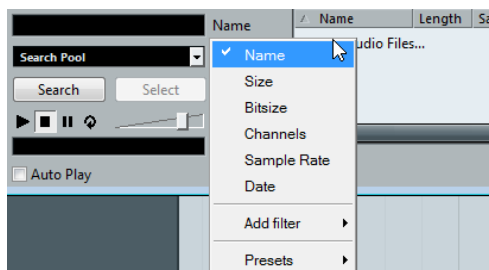 Name
Name Length Sa
Search Pool
Search Select
Auto Play
Name
Size
Bitsize
Channels
Sample Rate
Date
Add filter
Presets
udio Files...